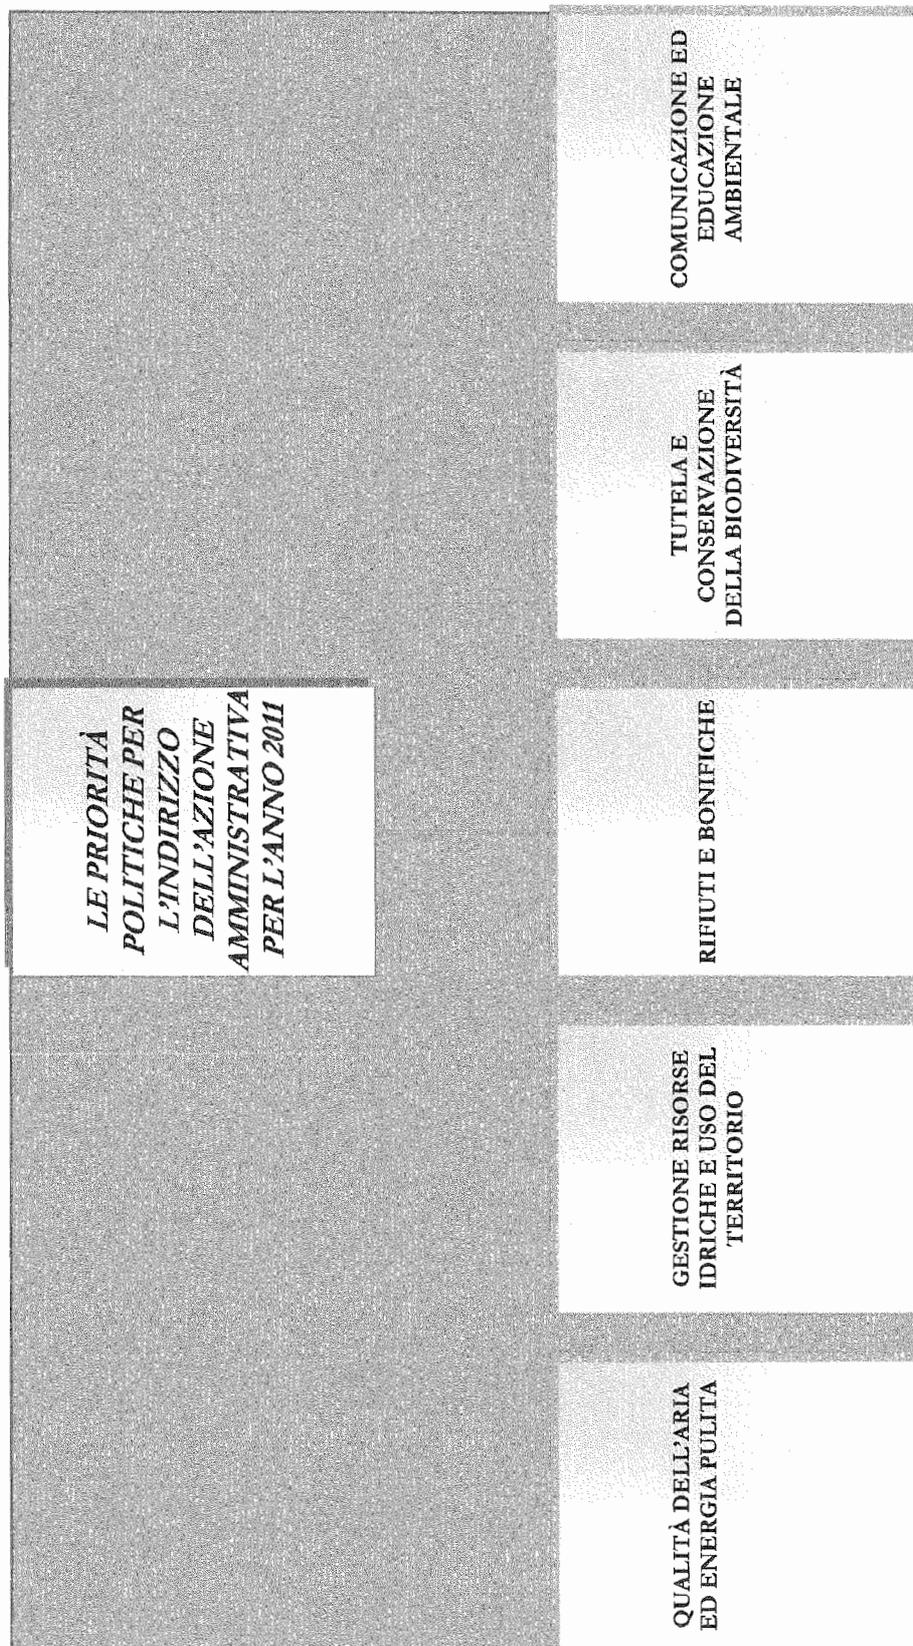 LE PRIORITÀ
POLITICHE PER
L'INDIRIZZO
DELL'AZIONE
AMMINISTRATIVA
PER L'ANNO 2011
QUALITÀ DELL'ARIA
ED ENERGIA PULITA
GESTIONE RISORSE
IDRICHE E USO DEL
TERRITORIO
RIFIUTI E BONIFICHE
TUTELA E
CONSERVAZIONE
DELLA BIODIVERSITÀ
COMUNICAZIONE ED
EDUCAZIONE
AMBIENTALE